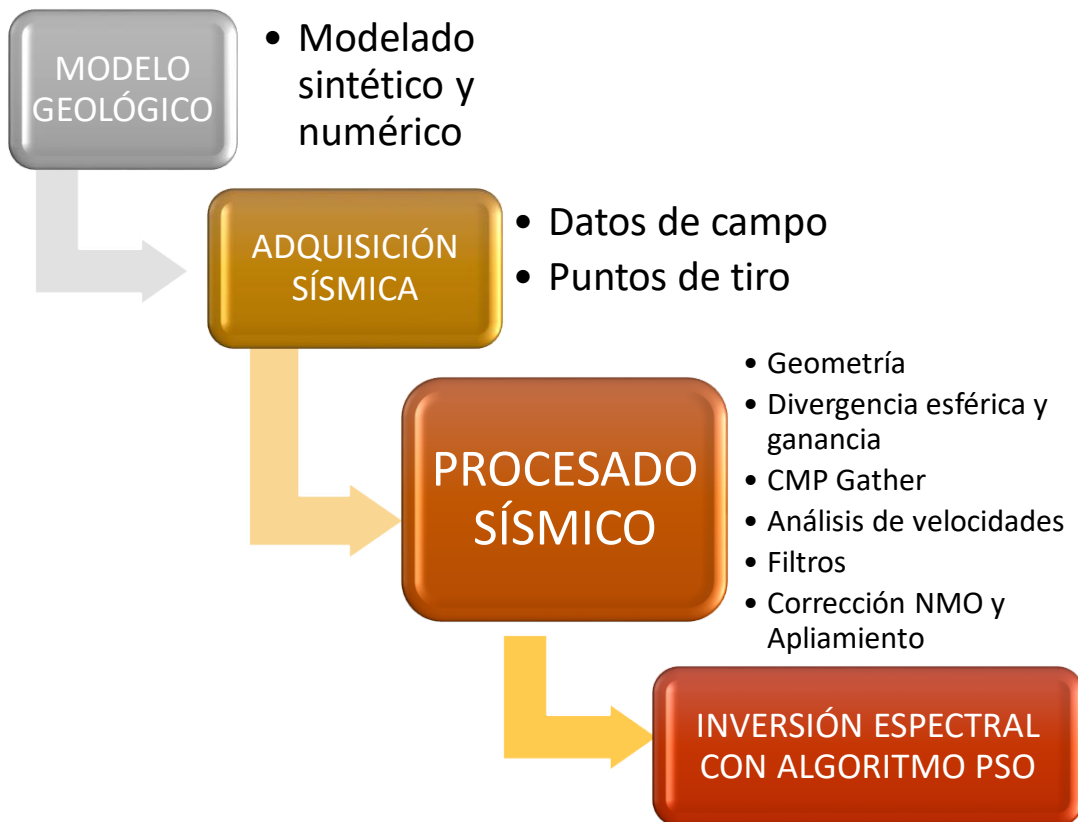 MODELO
GEOLÓGICO
• Modelado
sintético y
numérico
ADQUISICIÓN
SÍSMICA
• Datos de campo
• Puntos de tiro
PROCESADO
SÍSMICO
• Geometría
• Divergencia esférica y
ganancia
• CMP Gather
• Análisis de velocidades
• Filtros
• Corrección NMO y
Apliamiento
INVERSIÓN ESPECTRAL
CON ALGORITMO PSO